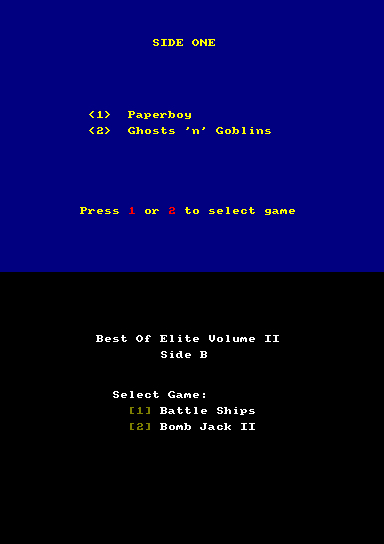 SIDE ONE
<1> Paperboy
<2> Ghosts 'n' Goblins
Press 1 or 2 to select game
Best Of Elite Volume II
Side B
Select Game:
[1] Battle Ships
[2] Bomb Jack II